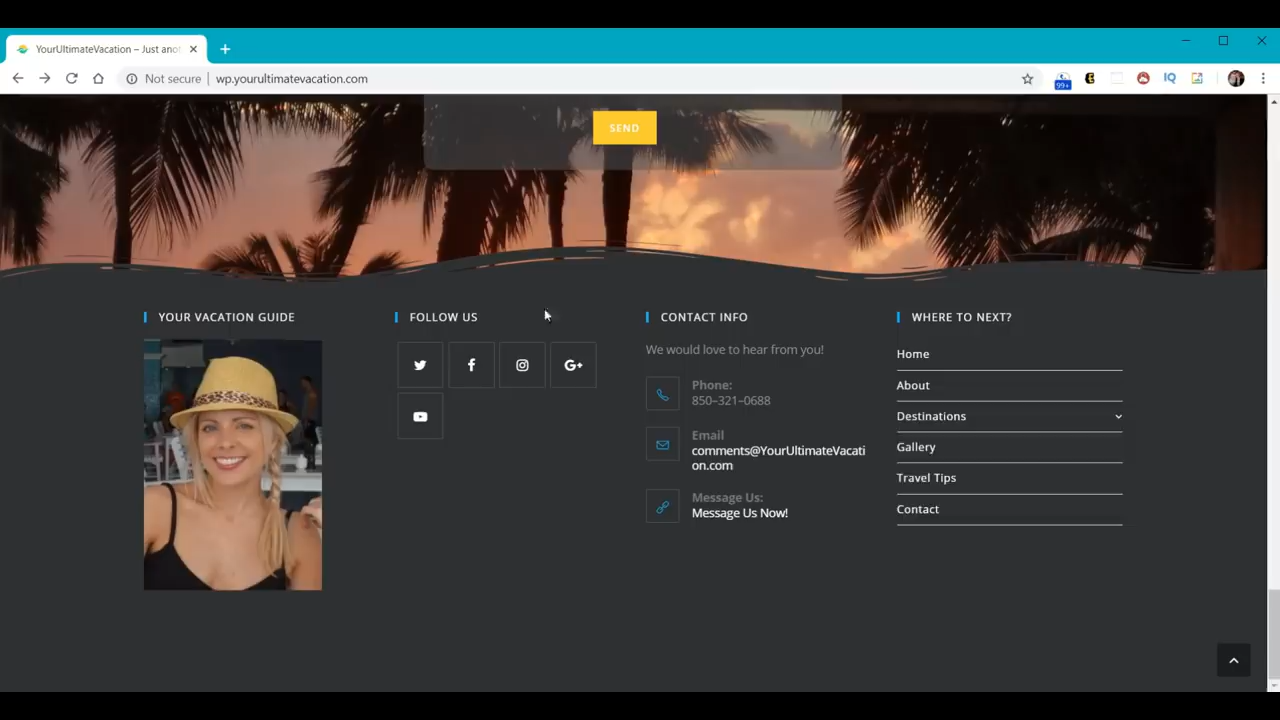 YourUltimateVacation – Just ano
Not secure
wp.yourultimatevacation.com
99+
IQ
SEND
YOUR VACATION GUIDE
FOLLOW US
G+
CONTACT INFO
We would love to hear from you!
Phone:
850–321–0688
Email
comments@YourUltimateVacati
on.com
Message Us:
Message Us Now!
WHERE TO NEXT?
Home
About
Destinations
Gallery
Travel Tips
Contact